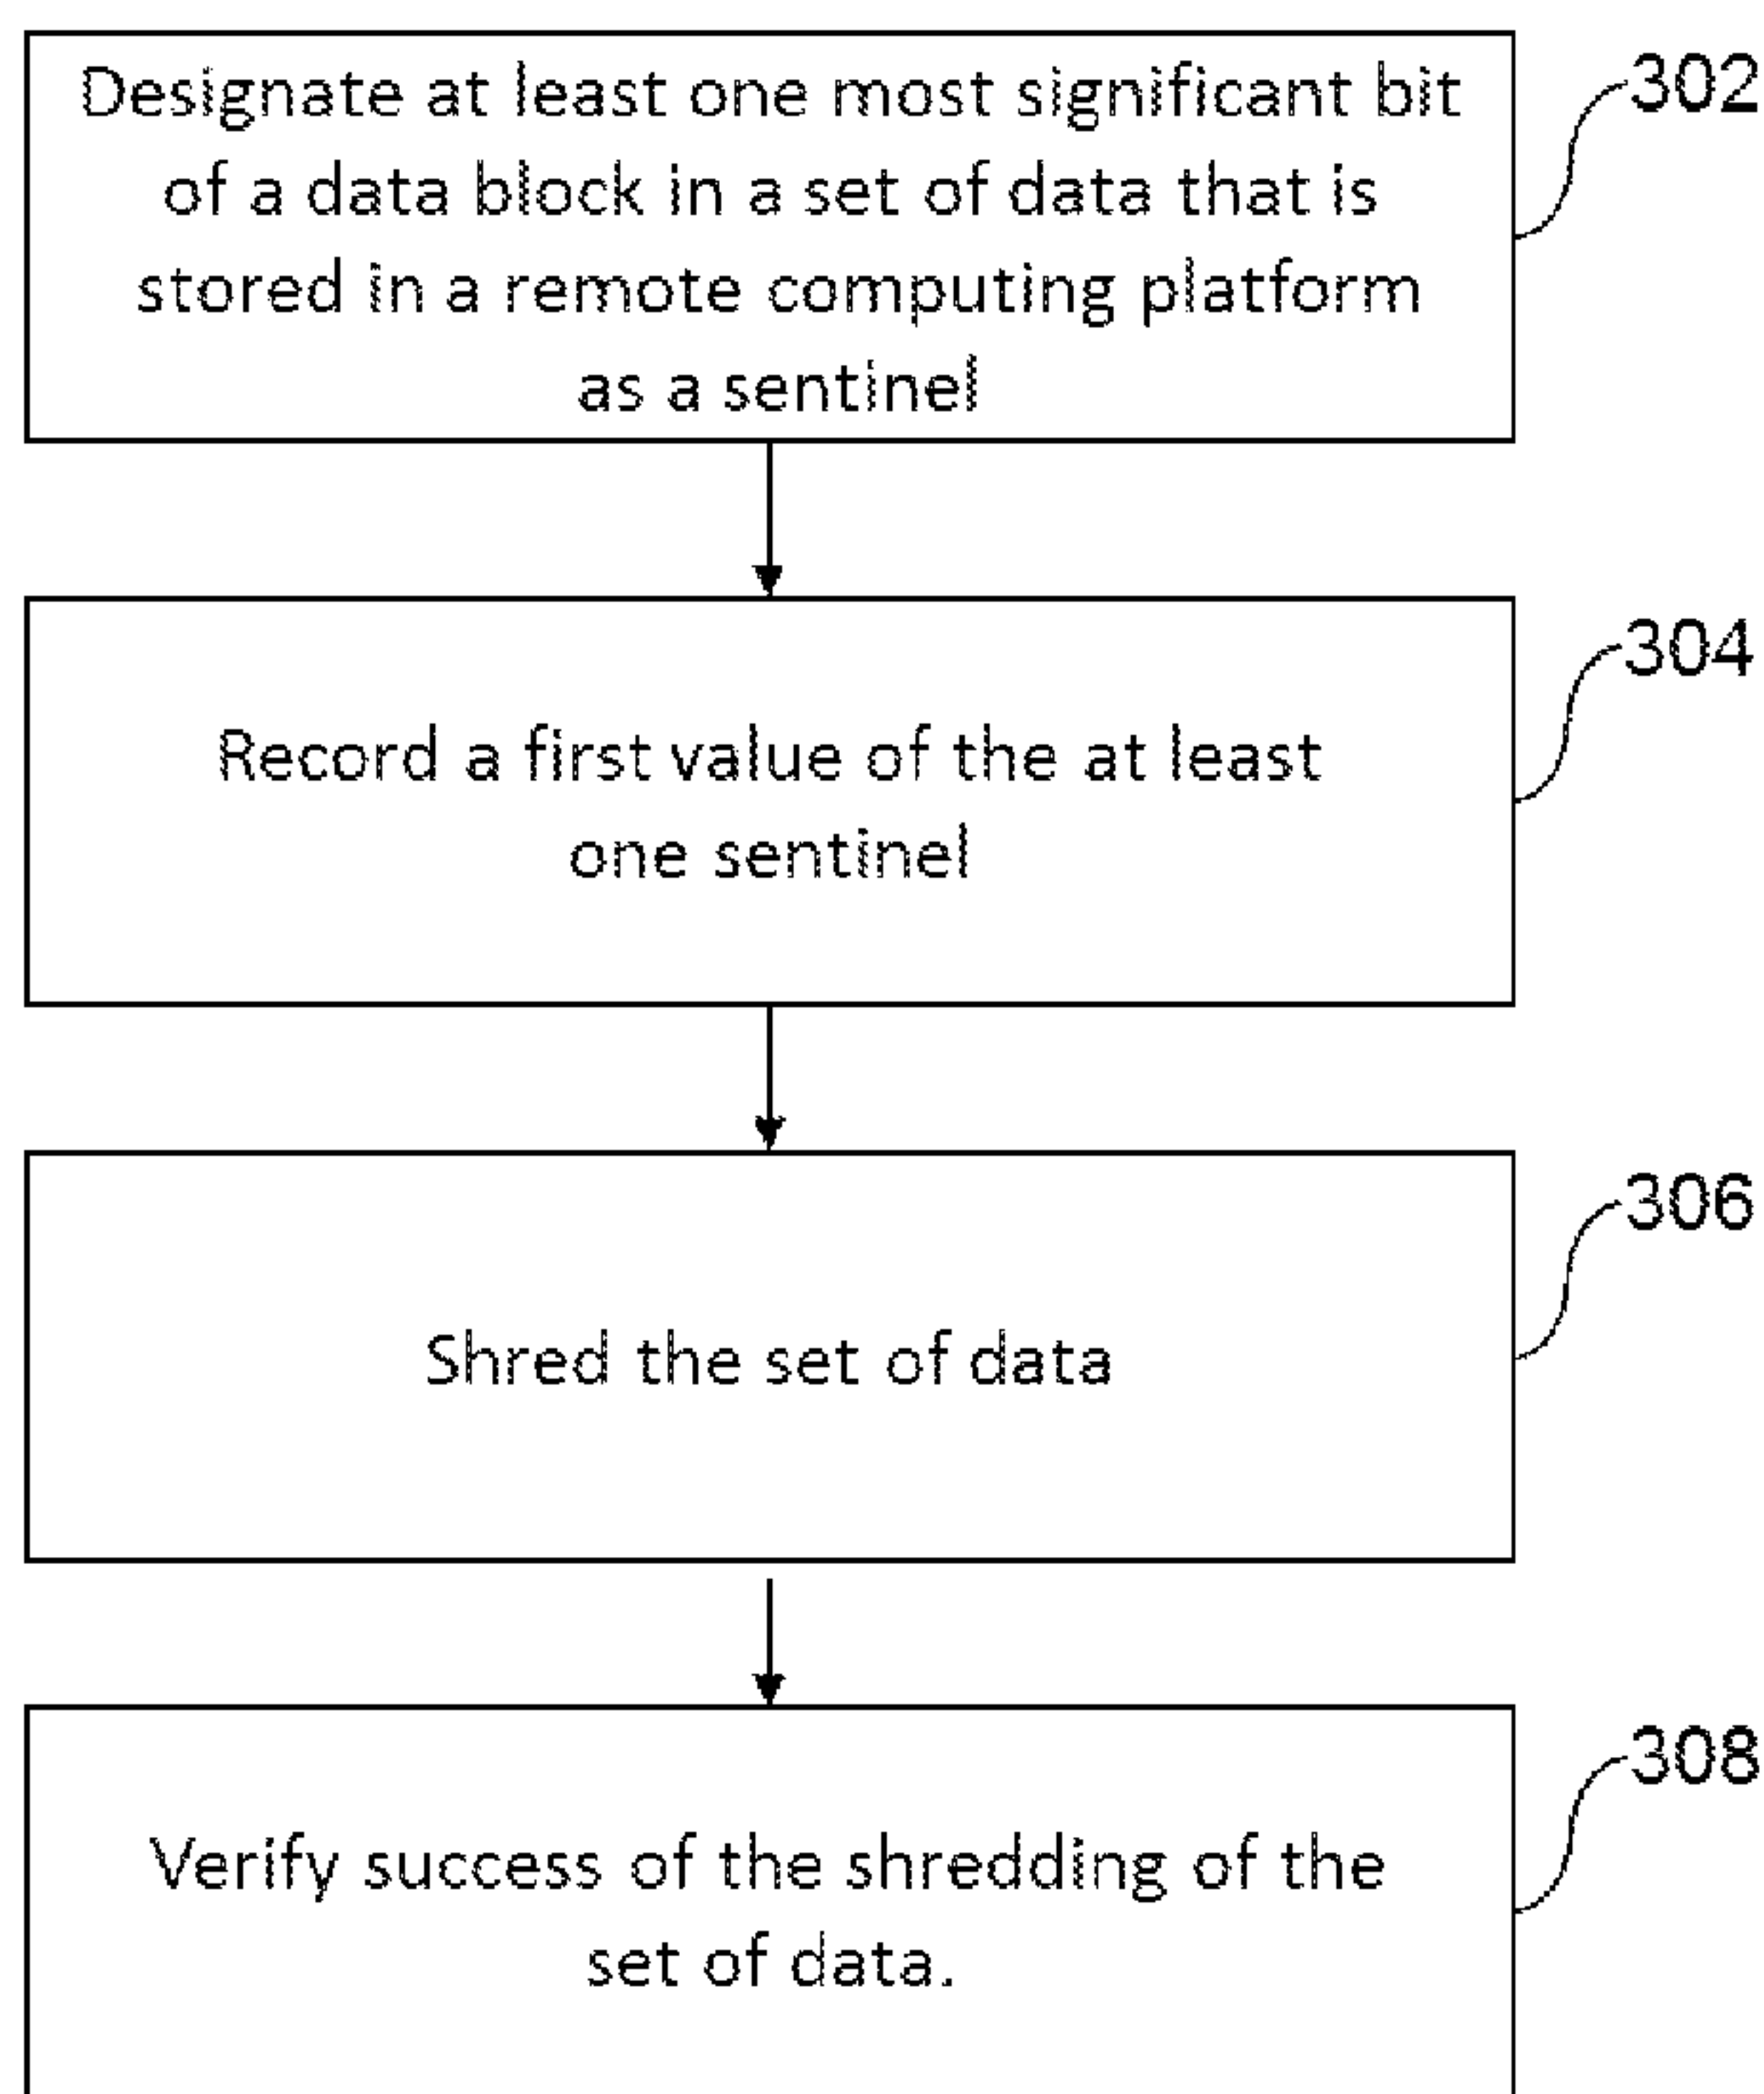 Designate at least one most significant bit
of a data block in a set of data that is
stored in a remote computing platform
as a sentinel
302
Record a first value of the at least
one sentinel
304
Shred the set of data
306
Verify success of the shredding of the
set of data.
308